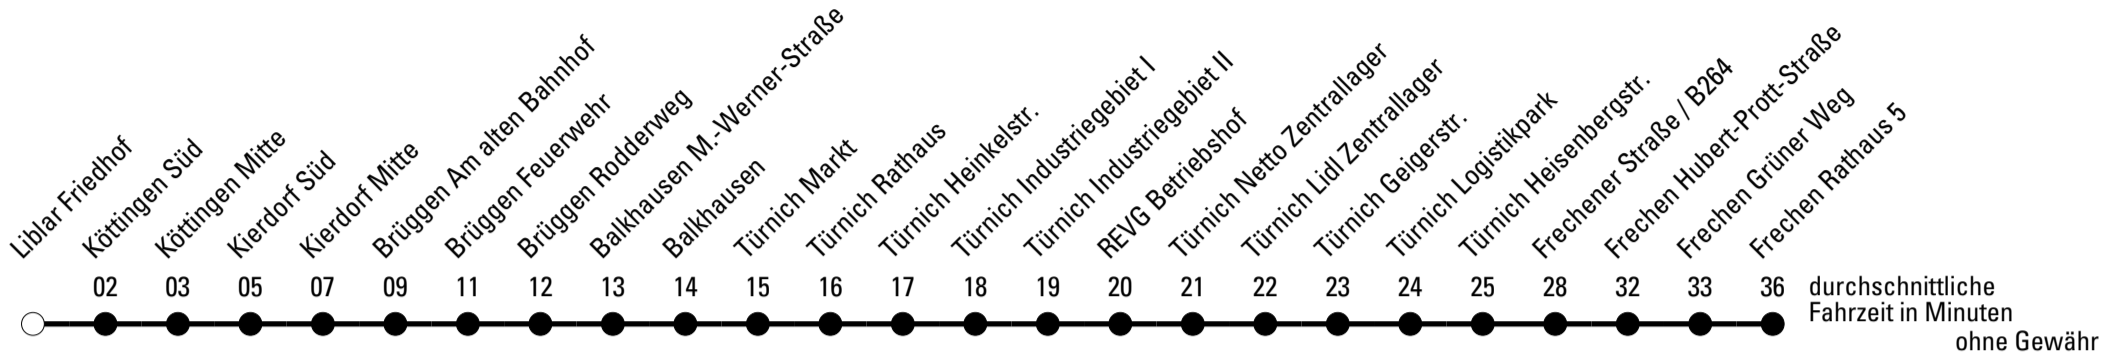 Liblar Friedhof
Köttingen Süd
Köttingen Mitte
Kierdorf Süd
Kierdorf Mitte
Brüggen Am alten Bahnhof
Brüggen Feuerwehr
Brüggen Rodderweg
Balkhausen M.-Werner-Straße
Balkhausen
Türnich Markt
Türnich Rathaus
Türnich Heinkelstr.
Türnich Industriegebiet I
Türnich Industriegebiet II
REVG Betriebshof
Türnich Netto Zentrallager
Türnich Lidl Zentrallager
Türnich Geigerstr.
Türnich Logistikpark
Türnich Heisenbergstr.
Frechener Straße / B264
Frechen Hubert-Prott-Straße
Frechen Grüner Weg
Frechen Rathaus 5
02 03 05 07 09 11 12 13 14 15 16 17 18 19 20 21 22 23 24 25 28 32 33 36 durchschnittliche
Fahrzeit in Minuten
ohne Gewähr